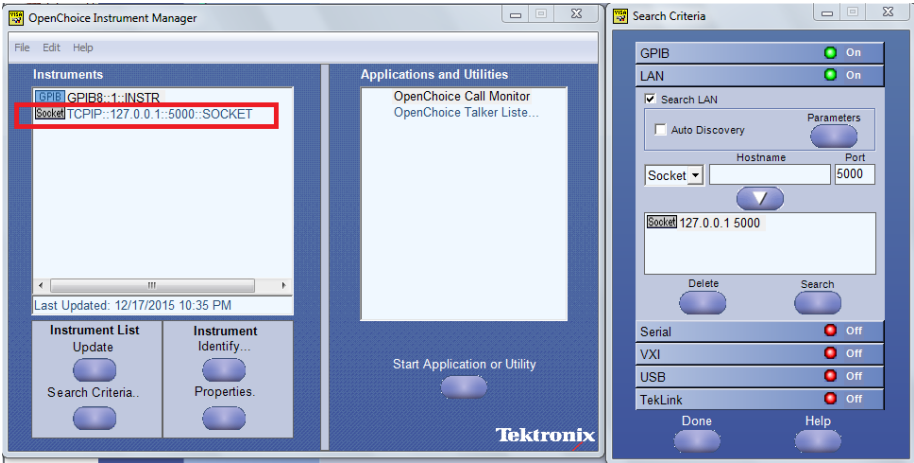 OpenChoice Instrument Manager
File Edit Help
Instruments
GPIB GPIB8::1::INSTR
Socket TCPIP::127.0.0.1::5000::SOCKET
Last Updated: 12/17/2015 10:35 PM
Instrument List
Update
Search Criteria..
Instrument
Identify...
Properties.
Applications and Utilities
OpenChoice Call Monitor
OpenChoice Talker Liste...
Start Application or Utility
Tektronix
Search Criteria
GPIB On
LAN On
Search LAN
Auto Discovery
Parameters
Hostname Port
Socket 5000
Socket 127.0.0.1 5000
Delete Search
Serial Off
VXI Off
USB Off
TekLink Off
Done Help